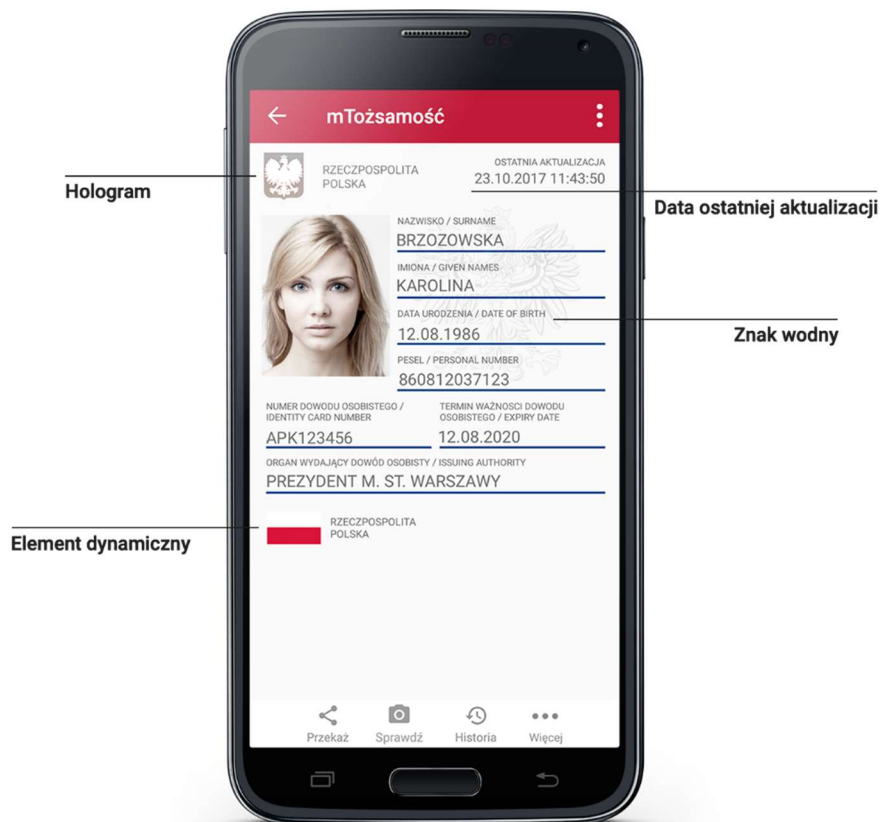 mTożsamość
RZECZPOSPOLITA
POLSKA
OSTATNIA AKTUALIZACJA
23.10.2017 11:43:50
Hologram
Data ostatniej aktualizacji
NAZWISKO / SURNAME
BRZOZOWSKA
IMIONA / GIVEN NAMES
KAROLINA
DATA URODZENIA / DATE OF BIRTH
12.08.1986
Znak wodny
PESEL / PERSONAL NUMBER
860812037123
NUMER DOWODU OSOBISTEGO /
IDENTITY CARD NUMBER
APK123456
TERMIN WAŻNOSCI DOWODU
OSOBISTEGO / EXPIRY DATE
12.08.2020
ORGAN WYDAJĄCY DOWÓD OSOBISTY / ISSUING AUTHORITY
PREZYDENT M. ST. WARSZAWY
RZECZPOSPOLITA
POLSKA
Element dynamiczny
Przekaż
Sprawdź
Historia
Więcej